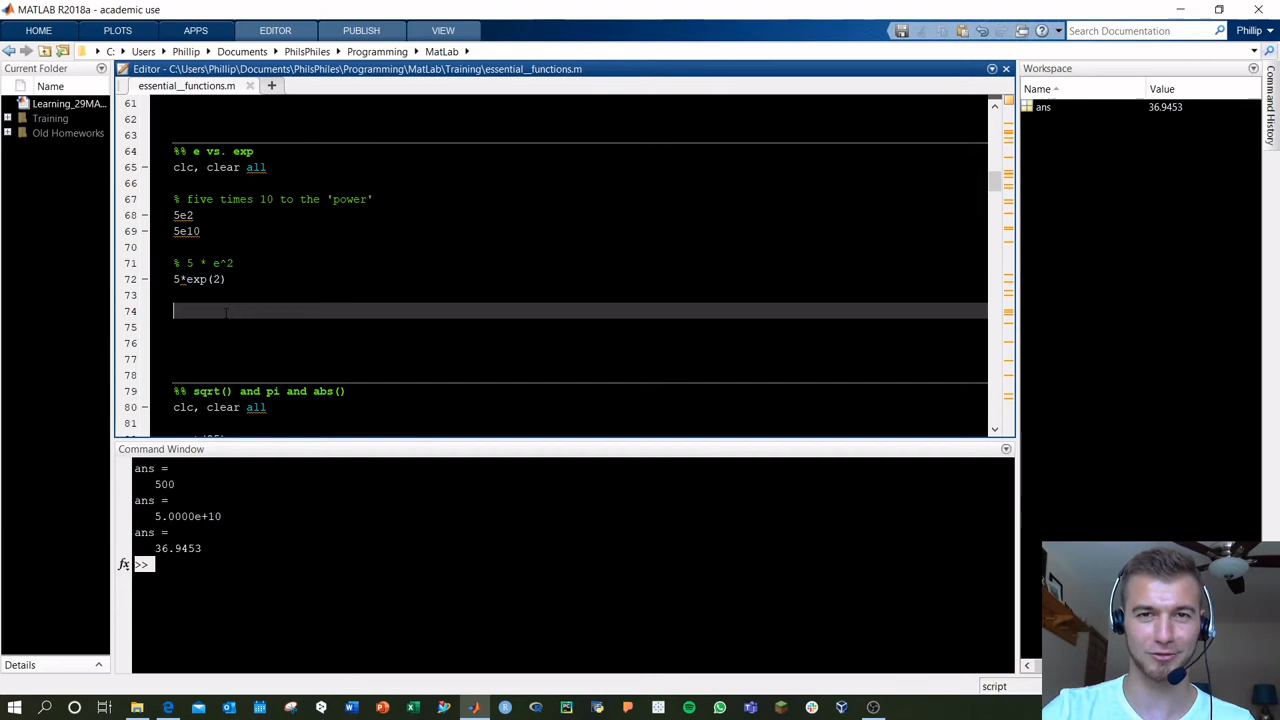 MATLAB R2018a - academic use
HOME PLOTS APPS EDITOR PUBLISH VIEW Search Documentation Phillip
C: Users Phillip Documents PhilsPhiles Programming MatLab
Current Folder
Name
Learning_29MA...
Training
Old Homeworks
Details
Editor - C:\Users\Phillip\Documents\PhilsPhiles\Programming\MatLab\Training\essential__functions.m
essential__functions.m
61
62
63
64 %% e vs. exp
65 clc, clear all
66
67 % five times 10 to the 'power'
68 5e2
69 5e10
70
71 % 5 * e^2
72 5*exp(2)
73
74
75
76
77
78
79 %% sqrt() and pi and abs()
80 clc, clear all
81
Command Window
ans =
500
ans =
5.0000e+10
ans =
36.9453
fx >>
Workspace
Name Value
ans 36.9453
Command History
script